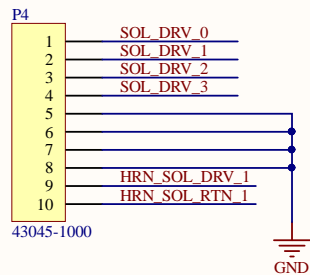 P4
1 SOL_DRV_0
2 SOL_DRV_1
3 SOL_DRV_2
4 SOL_DRV_3
5
6
7
8
9 HRN_SOL_DRV_1
10 HRN_SOL_RTN_1
43045-1000
GND